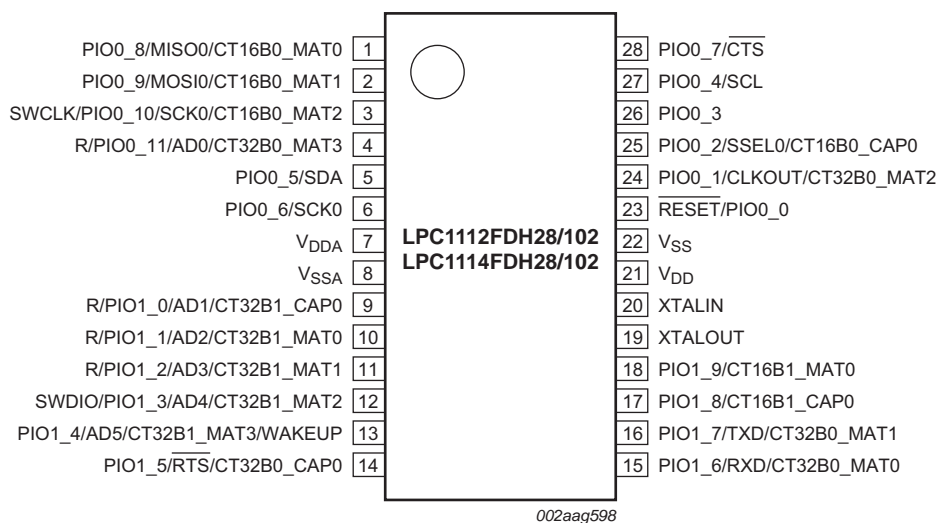 PIO0_8/MISO0/CT16B0_MAT0 1
PIO0_9/MOSI0/CT16B0_MAT1 2
SWCLK/PIO0_10/SCK0/CT16B0_MAT2 3
R/PIO0_11/AD0/CT32B0_MAT3 4
PIO0_5/SDA 5
PIO0_6/SCK0 6
VDDA 7
VSSA 8
R/PIO1_0/AD1/CT32B1_CAP0 9
R/PIO1_1/AD2/CT32B1_MAT0 10
R/PIO1_2/AD3/CT32B1_MAT1 11
SWDIO/PIO1_3/AD4/CT32B1_MAT2 12
PIO1_4/AD5/CT32B1_MAT3/WAKEUP 13
PIO1_5/RTS/CT32B0_CAP0 14
LPC1112FDH28/102
LPC1114FDH28/102
28 PIO0_7/CTS
27 PIO0_4/SCL
26 PIO0_3
25 PIO0_2/SSEL0/CT16B0_CAP0
24 PIO0_1/CLKOUT/CT32B0_MAT2
23 RESET/PIO0_0
22 VSS
21 VDD
20 XTALIN
19 XTALOUT
18 PIO1_9/CT16B1_MAT0
17 PIO1_8/CT16B1_CAP0
16 PIO1_7/TXD/CT32B0_MAT1
15 PIO1_6/RXD/CT32B0_MAT0
002aag598